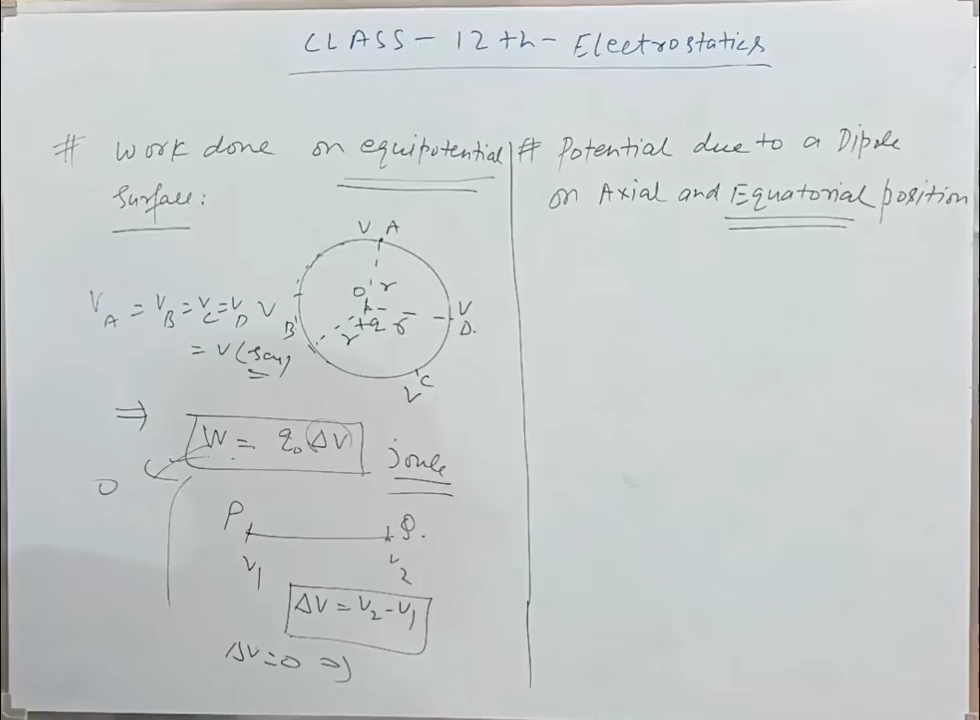 CLASS - 12th - Electrostatics
# Work done on equipotential
Surface:
V A
O r
V_A = V_B = V_C = V_D V
B
+q r
V
D.
r
= V (say)
C
V
⇒
W = q₀(ΔV) joule
0
P Q.
V₁ V₂
ΔV = V₂ - V₁
ΔV = 0 ⇒
# Potential due to a Dipole
on Axial and Equatorial position